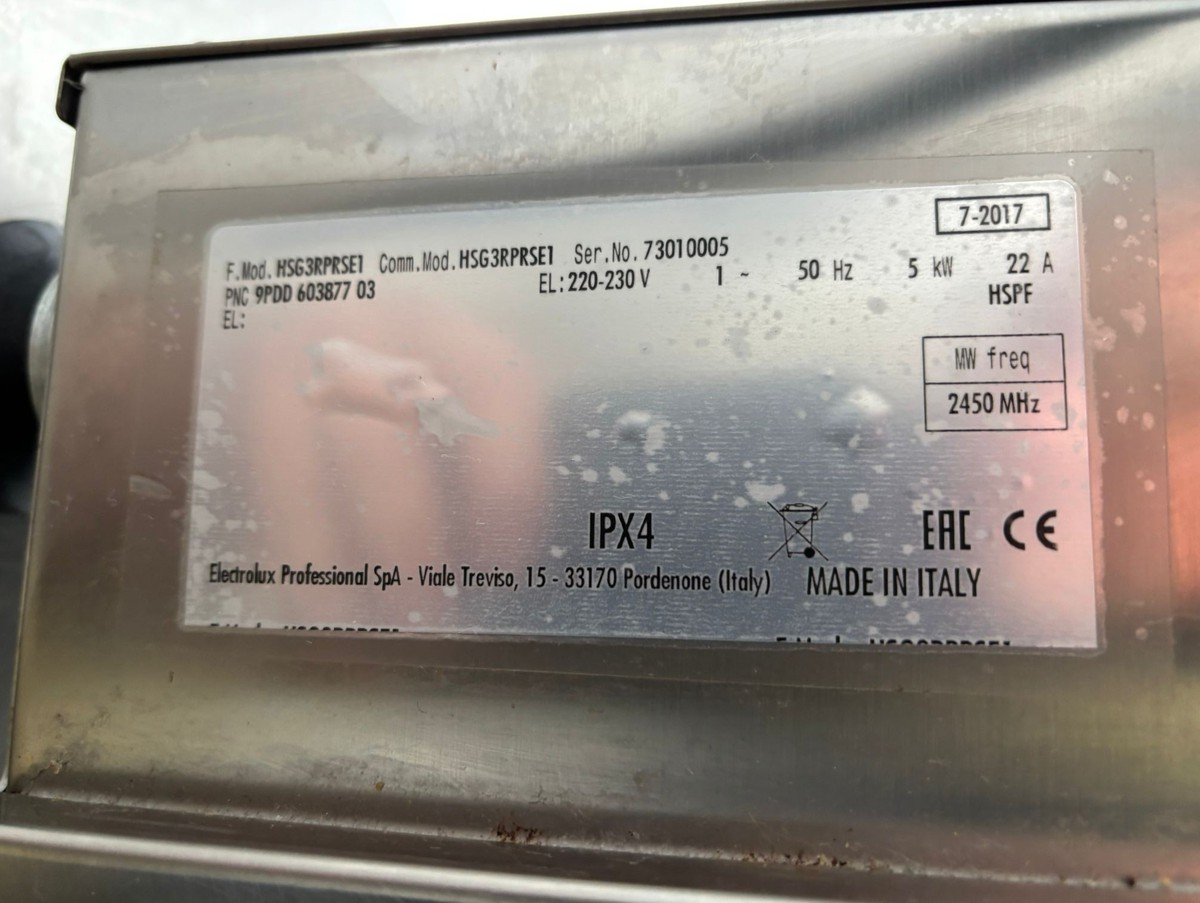 7-2017
F.Mod. HSG3RPRSE1 Comm.Mod. HSG3RPRSE1 Ser.No. 73010005
PNC 9PDD 603877 03 EL: 220-230 V 1 ~ 50 Hz 5 kW 22 A
EL: HSPF
MW freq
2450 MHz
IPX4 EAC CE
Electrolux Professional SpA - Viale Treviso, 15 - 33170 Pordenone (Italy) MADE IN ITALY